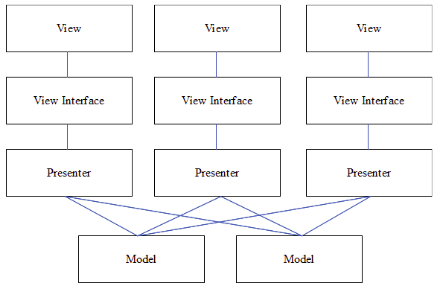 View
View
View
View Interface
View Interface
View Interface
Presenter
Presenter
Presenter
Model
Model